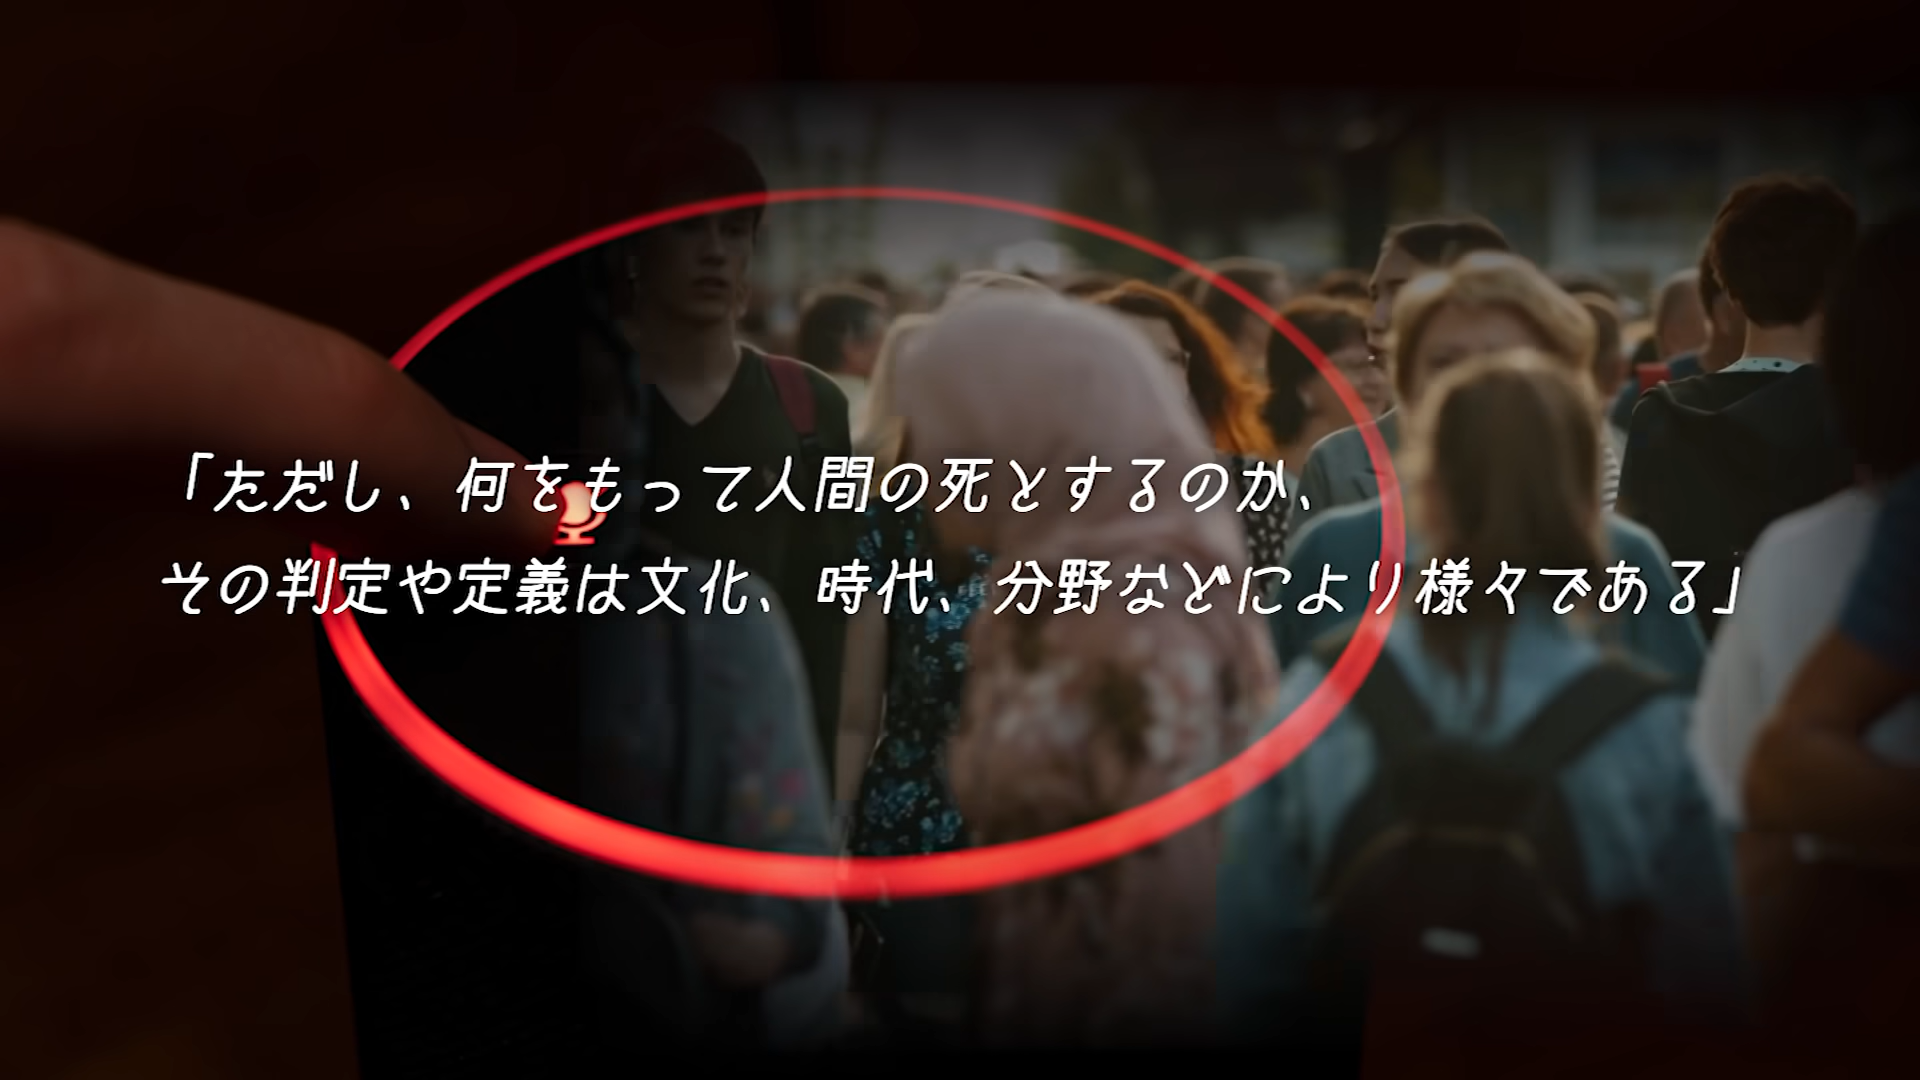 「ただし、何をもって人間の死とするのか、
その判定や定義は文化、時代、分野などにより様々である」